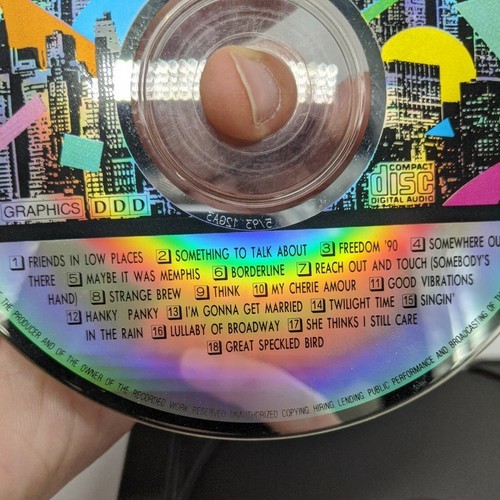 COMPACT
disc
DIGITAL AUDIO
GRAPHICS DDD
1 FRIENDS IN LOW PLACES 2 SOMETHING TO TALK ABOUT 3 FREEDOM '90 4 SOMEWHERE OU
THERE 5 MAYBE IT WAS MEMPHIS 6 BORDERLINE 7 REACH OUT AND TOUCH (SOMEBODY'S
HAND) 8 STRANGE BREW 9 THINK 10 MY CHERIE AMOUR 11 GOOD VIBRATIONS
12 HANKY PANKY 13 I'M GONNA GET MARRIED 14 TWILIGHT TIME 15 SINGIN'
IN THE RAIN 16 LULLABY OF BROADWAY 17 SHE THINKS I STILL CARE
18 GREAT SPECKLED BIRD
THE PRODUCER AND OF THE OWNER OF THE RECORDED WORK RESERVED. UNAUTHORIZED COPYING, HIRING, LENDING, PUBLIC PERFORMANCE AND BROADCASTING OF